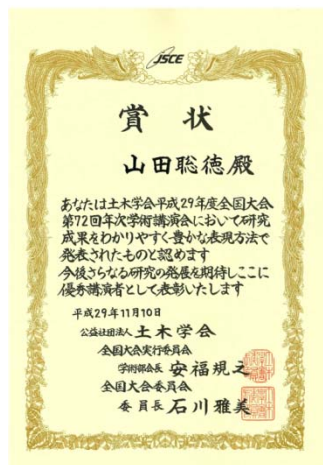 JSCE
賞状
山田聡徳殿
あなたは土木学会平成29年度全国大会
第72回年次学術講演会において研究
成果をわかりやすく豊かな表現方法で
発表されたものと認めます
今後さらなる研究の発展を期待しここに
優秀講演者として表彰いたします
平成29年11月10日
公益社団法人土木学会
全国大会実行委員会
学術部会長 安福規之
全国大会委員会
委員長 石川雅美